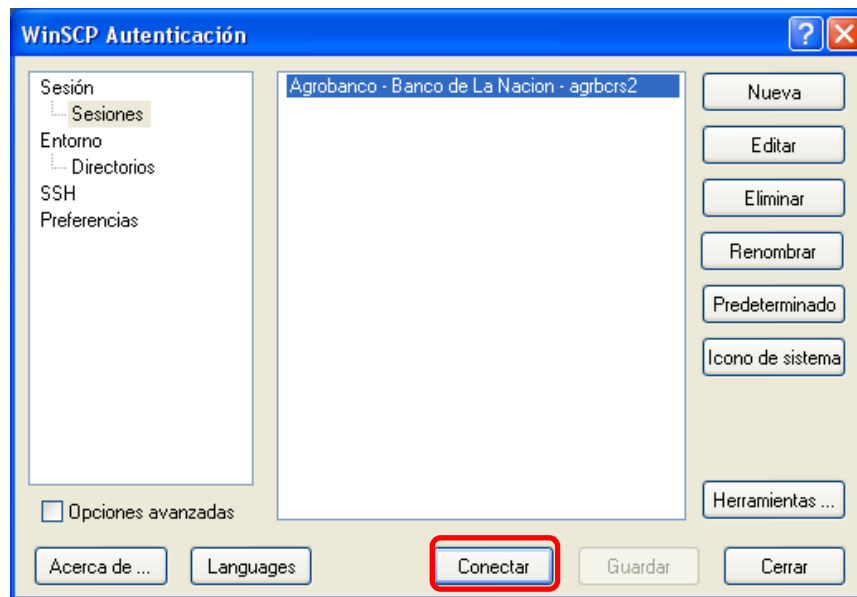 WinSCP Autenticación
Sesión
Sesiones
Entorno
Directorios
SSH
Preferencias
Opciones avanzadas
Agrobanco - Banco de La Nacion - agrbcrs2
Nueva
Editar
Eliminar
Renombrar
Predeterminado
Icono de sistema
Herramientas ...
Acerca de ...
Languages
Conectar
Guardar
Cerrar